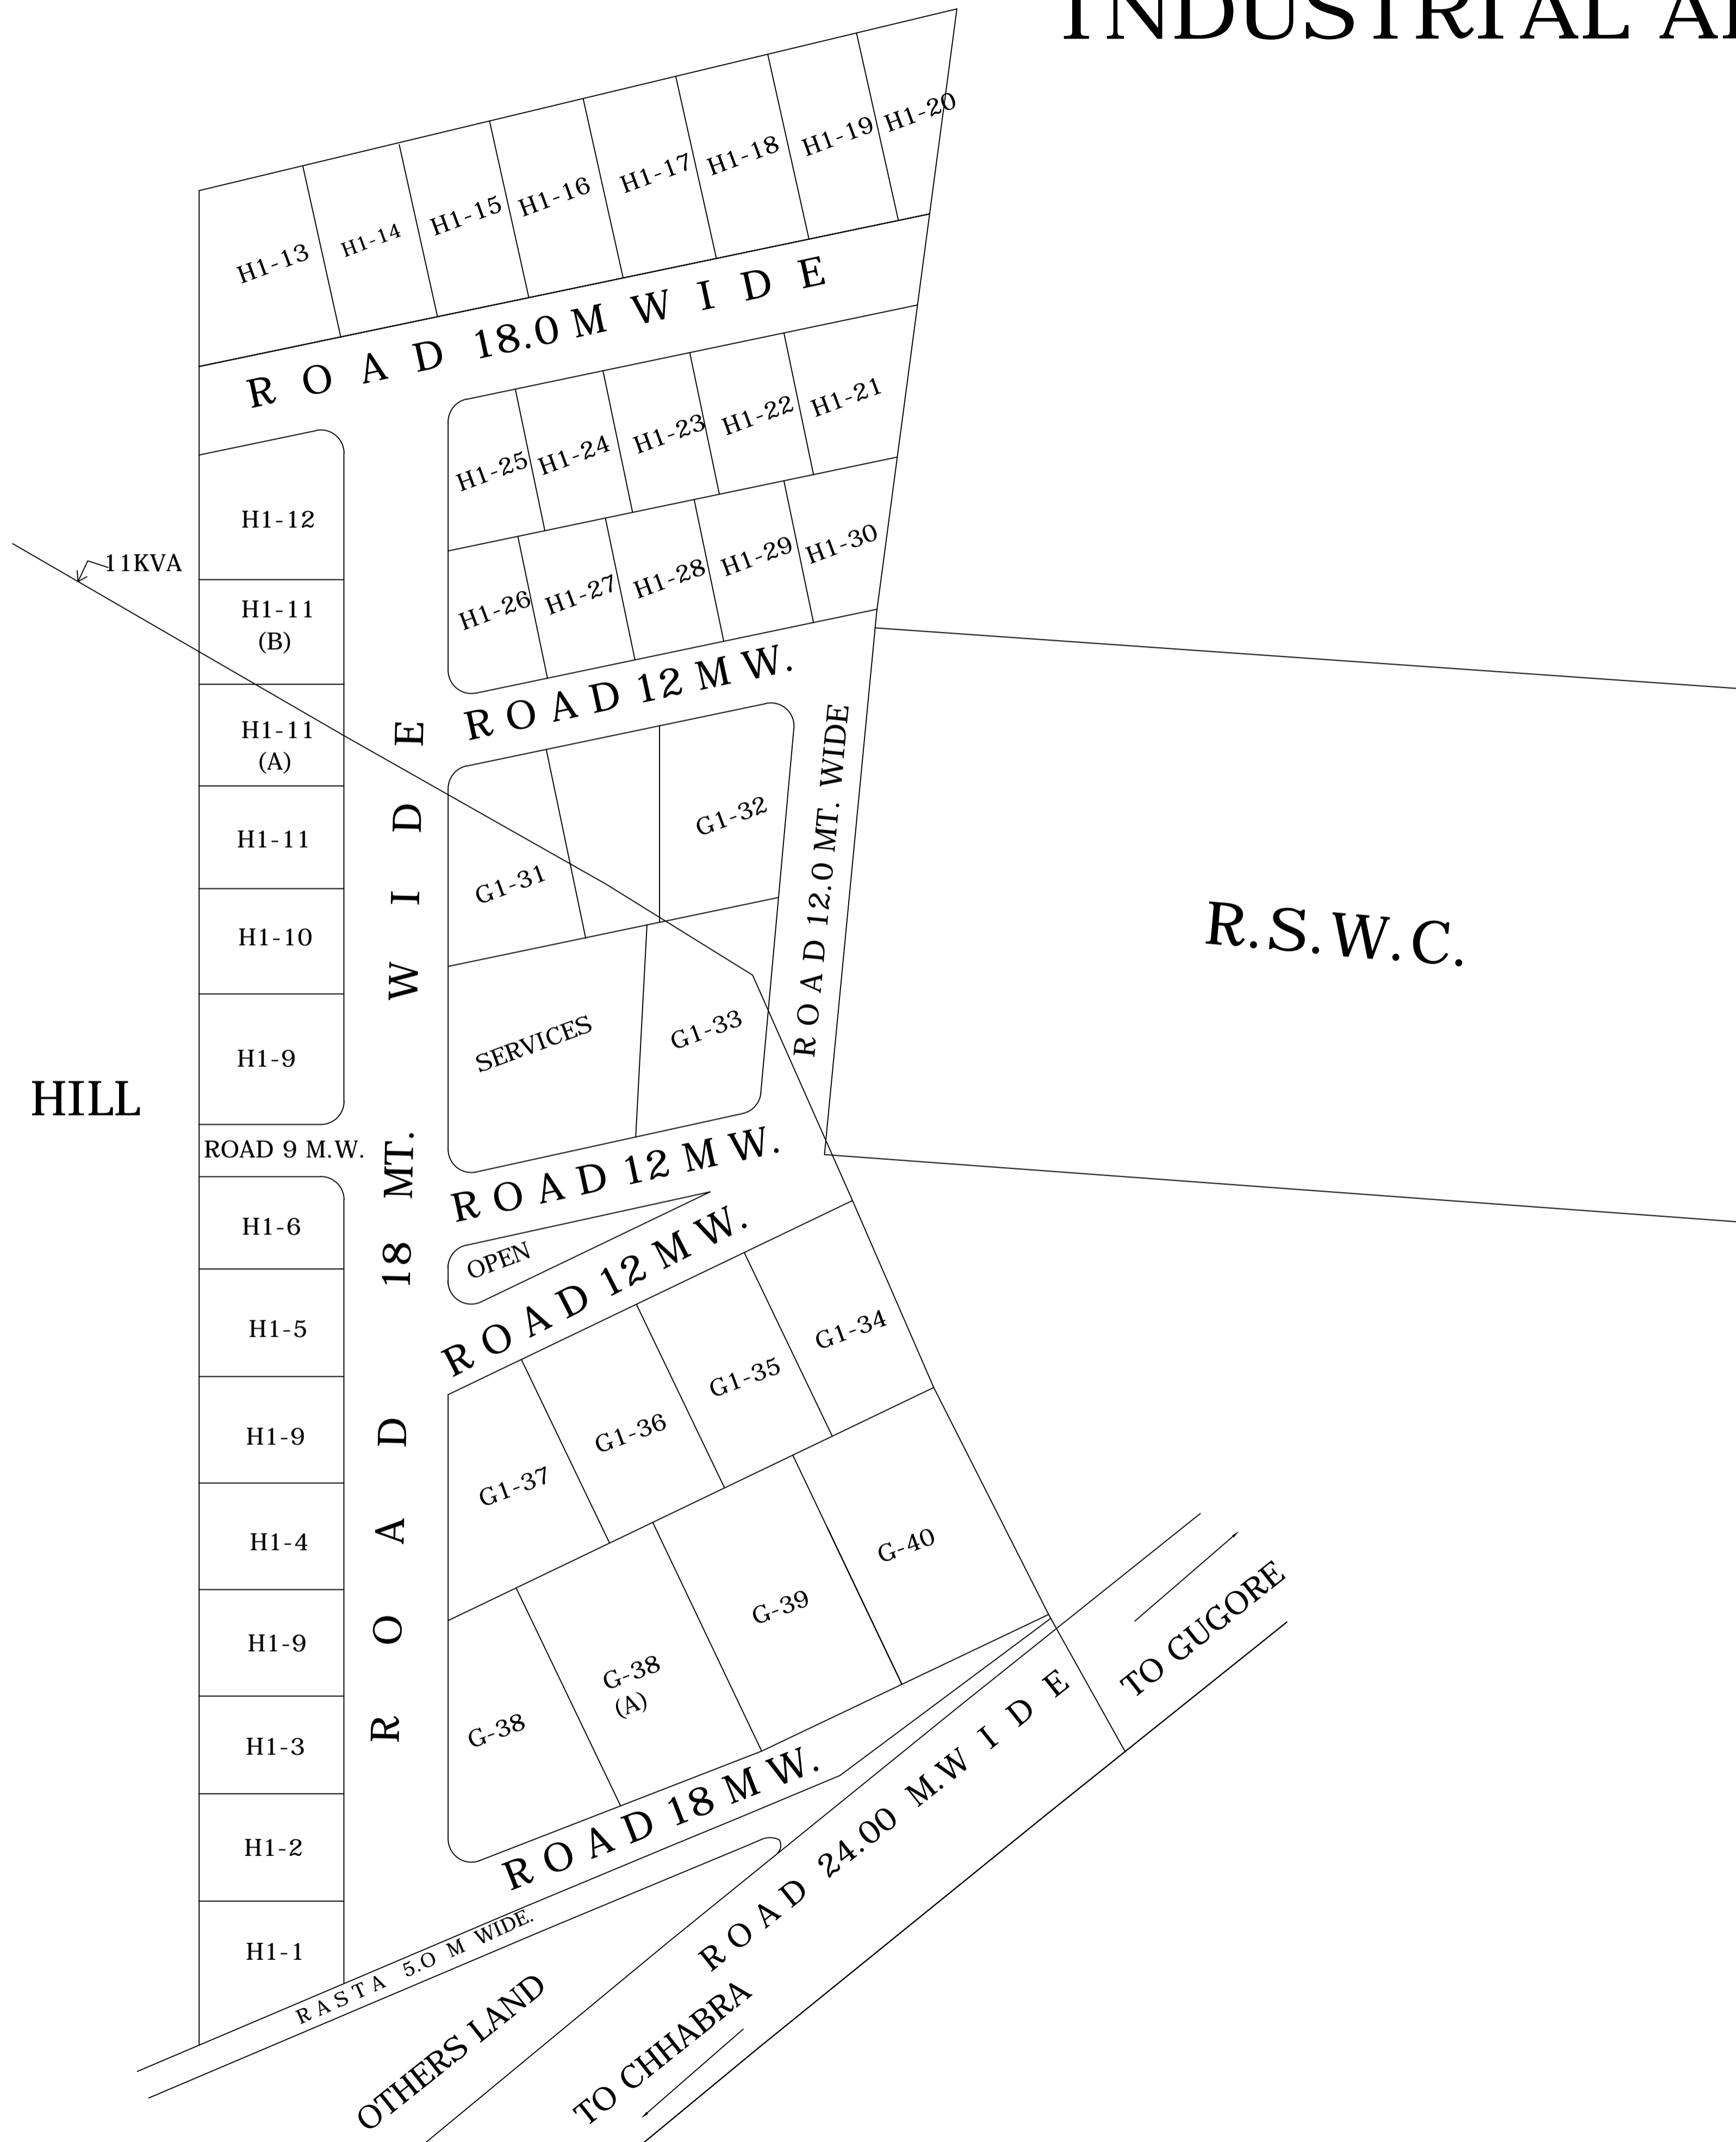 INDUSTRIAL
H1-13
H1-14
H1-15
H1-16
H1-17
H1-18
H1-19
H1-20
ROAD 18.0 M WIDE
H1-25
H1-24
H1-23
H1-22
H1-21
H1-26
H1-27
H1-28
H1-29
H1-30
ROAD 12 M W.
11KVA
H1-12
H1-11
(B)
H1-11
(A)
H1-11
H1-10
H1-9
HILL
ROAD 9 M.W.
H1-6
H1-5
H1-9
H1-4
H1-9
H1-3
H1-2
H1-1
ROAD 18 MT. WIDE
G1-31
G1-32
SERVICES
G1-33
ROAD 12.0 MT. WIDE
R.S.W.C.
ROAD 12 M W.
OPEN
ROAD 12 M W.
G1-37
G1-36
G1-35
G1-34
G-38
G-38
(A)
G-39
G-40
ROAD 18 M W.
RASTA 5.O M WIDE.
OTHERS LAND
ROAD 24.00 M.WIDE
TO GUGORE
TO CHHABRA